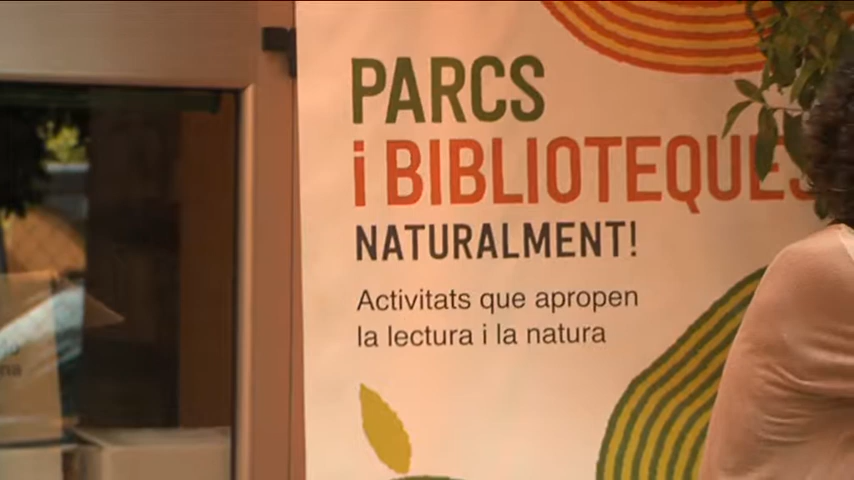 PARCS
i BIBLIOTEQUES
NATURALMENT!
Activitats que apropen
la lectura i la natura